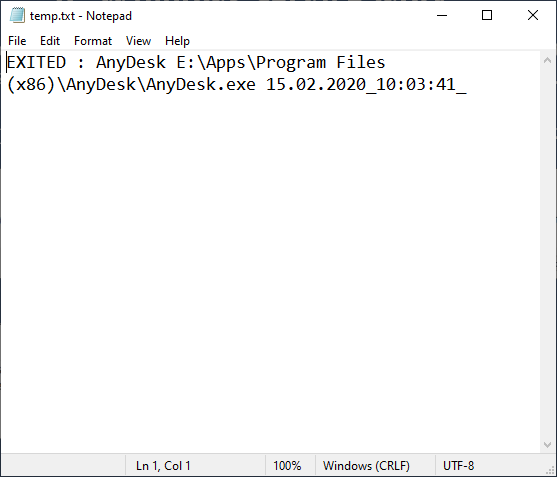 temp.txt - Notepad
File Edit Format View Help
EXITED : AnyDesk E:\Apps\Program Files
(x86)\AnyDesk\AnyDesk.exe 15.02.2020_10:03:41_
Ln 1, Col 1 100% Windows (CRLF) UTF-8